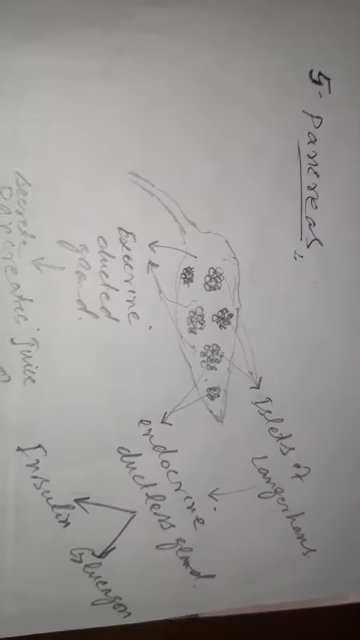 5- Pancreas :-
Islets of
Langerhans
endocrine
ductless gland.
Insulin
Glucagon
Exocrine
ducted
gland.
secrete
Pancreatic Juice